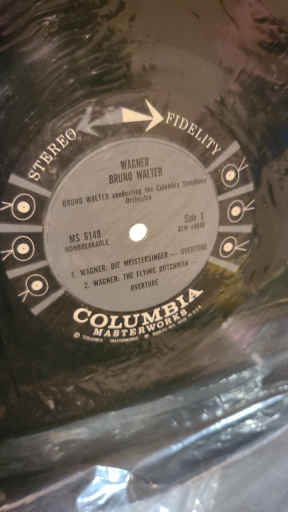 STEREO FIDELITY
WAGNER
BRUNO WALTER
BRUNO WALTER conducting the Columbia Symphony
Orchestra
MS 6149 Side 1
NONBREAKABLE
1. WAGNER: DIE MEISTERSINGER — OVERTURE
2. WAGNER: THE FLYING DUTCHMAN —
OVERTURE
COLUMBIA
MASTERWORKS